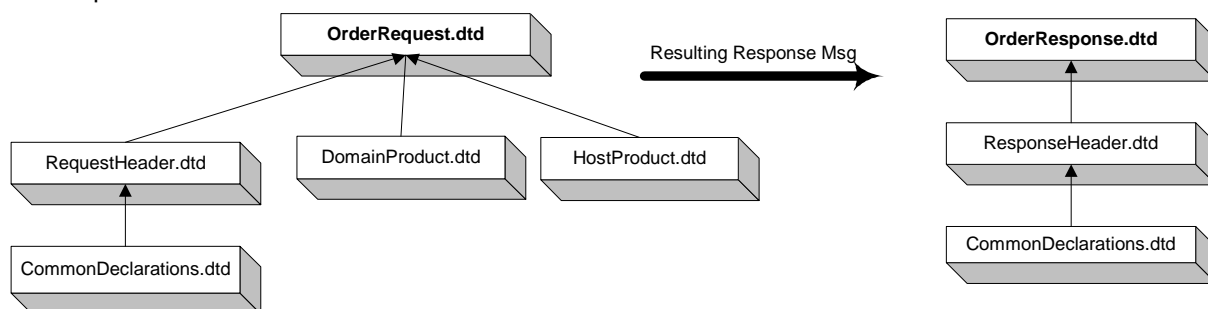 OrderRequest.dtd
Resulting Response Msg
OrderResponse.dtd
RequestHeader.dtd
DomainProduct.dtd
HostProduct.dtd
ResponseHeader.dtd
CommonDeclarations.dtd
CommonDeclarations.dtd